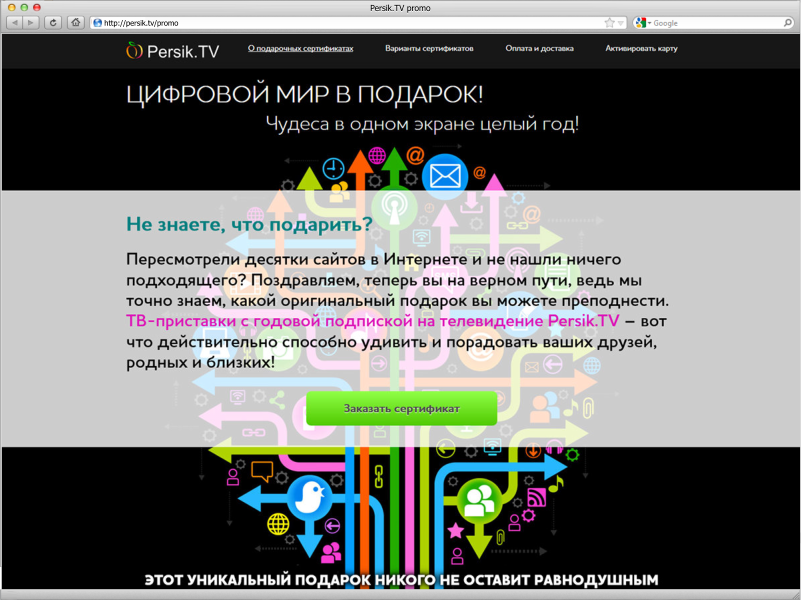 Persik.TV promo
http://persik.tv/promo
Google
Persik.TV
О подарочных сертификатах
Варианты сертификатов
Оплата и доставка
Активировать карту
ЦИФРОВОЙ МИР В ПОДАРОК!
Чудеса в одном экране целый год!
Не знаете, что подарить?
Пересмотрели десятки сайтов в Интернете и не нашли ничего
подходящего? Поздравляем, теперь вы на верном пути, ведь мы
точно знаем, какой оригинальный подарок вы можете преподнести.
ТВ-приставки с годовой подпиской на телевидение Persik.TV – вот
что действительно способно удивить и порадовать ваших друзей,
родных и близких!
Заказать сертификат
ЭТОТ УНИКАЛЬНЫЙ ПОДАРОК НИКОГО НЕ ОСТАВИТ РАВНОДУШНЫМ